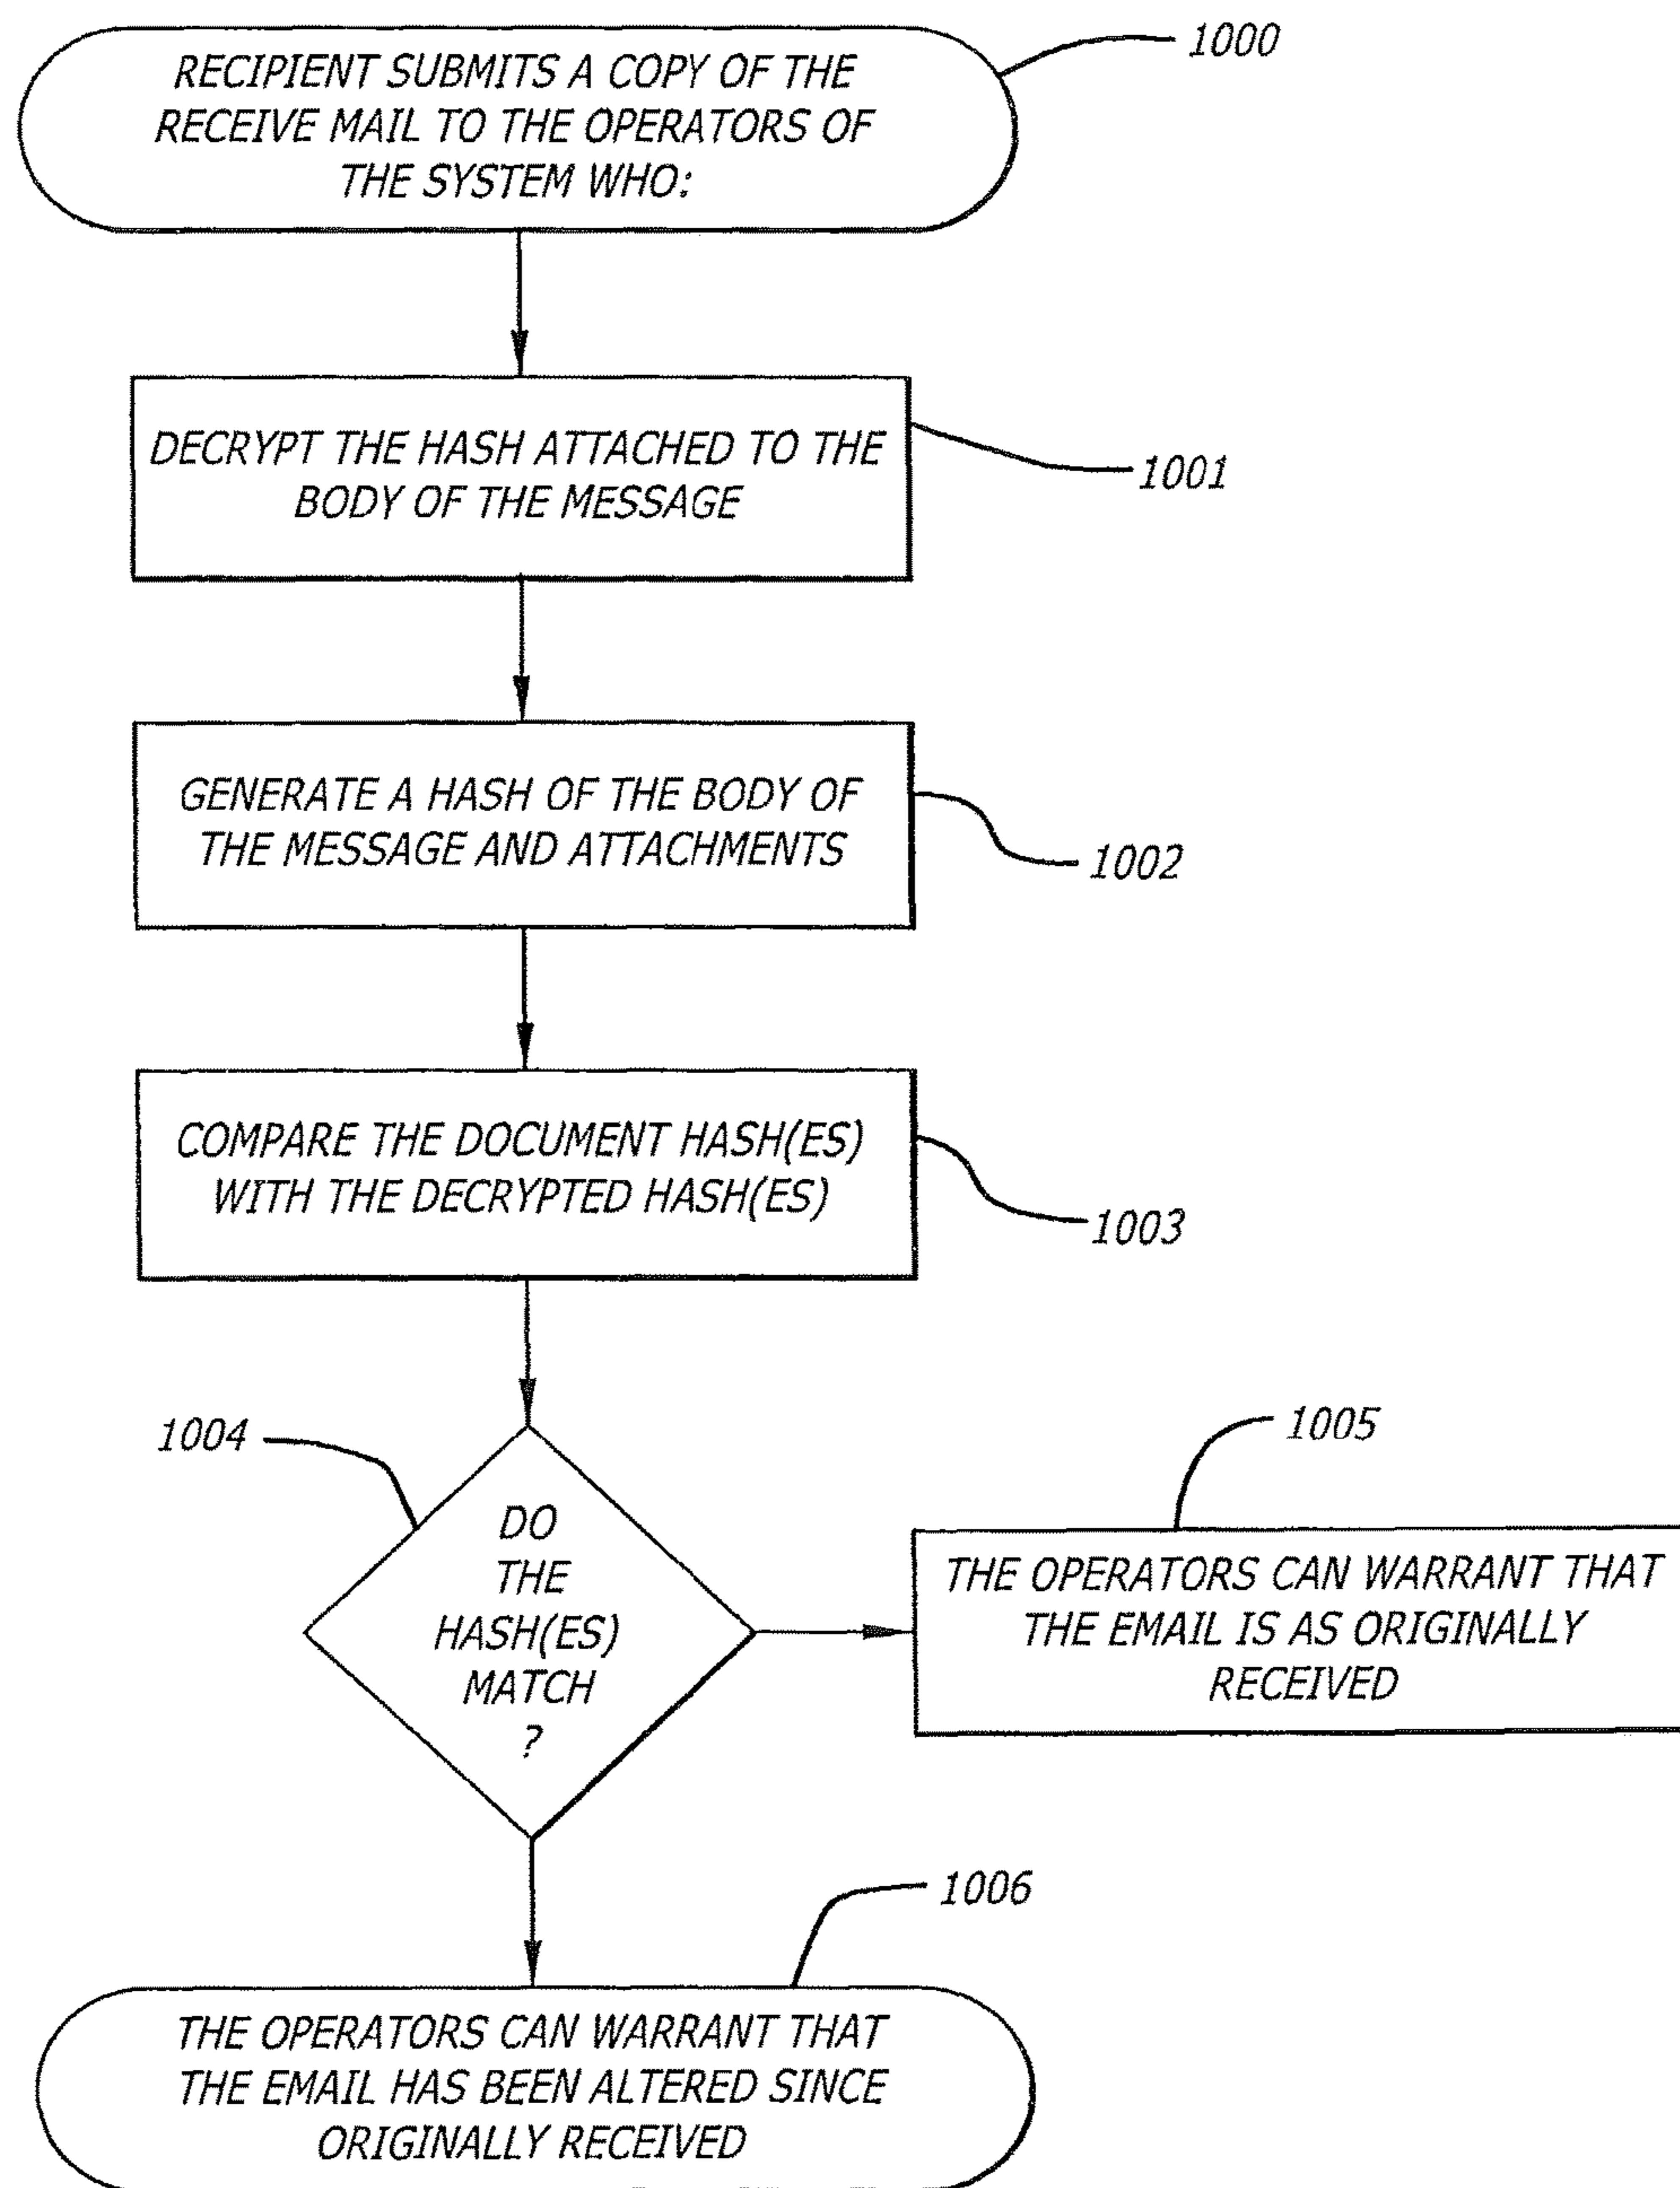 RECIPIENT SUBMITS A COPY OF THE
RECEIVE MAIL TO THE OPERATORS OF
THE SYSTEM WHO:
1000
DECRYPT THE HASH ATTACHED TO THE
BODY OF THE MESSAGE
1001
GENERATE A HASH OF THE BODY OF
THE MESSAGE AND ATTACHMENTS
1002
COMPARE THE DOCUMENT HASH(ES)
WITH THE DECRYPTED HASH(ES)
1003
1004
DO
THE
HASH(ES)
MATCH
?
1005
THE OPERATORS CAN WARRANT THAT
THE EMAIL IS AS ORIGINALLY
RECEIVED
1006
THE OPERATORS CAN WARRANT THAT
THE EMAIL HAS BEEN ALTERED SINCE
ORIGINALLY RECEIVED